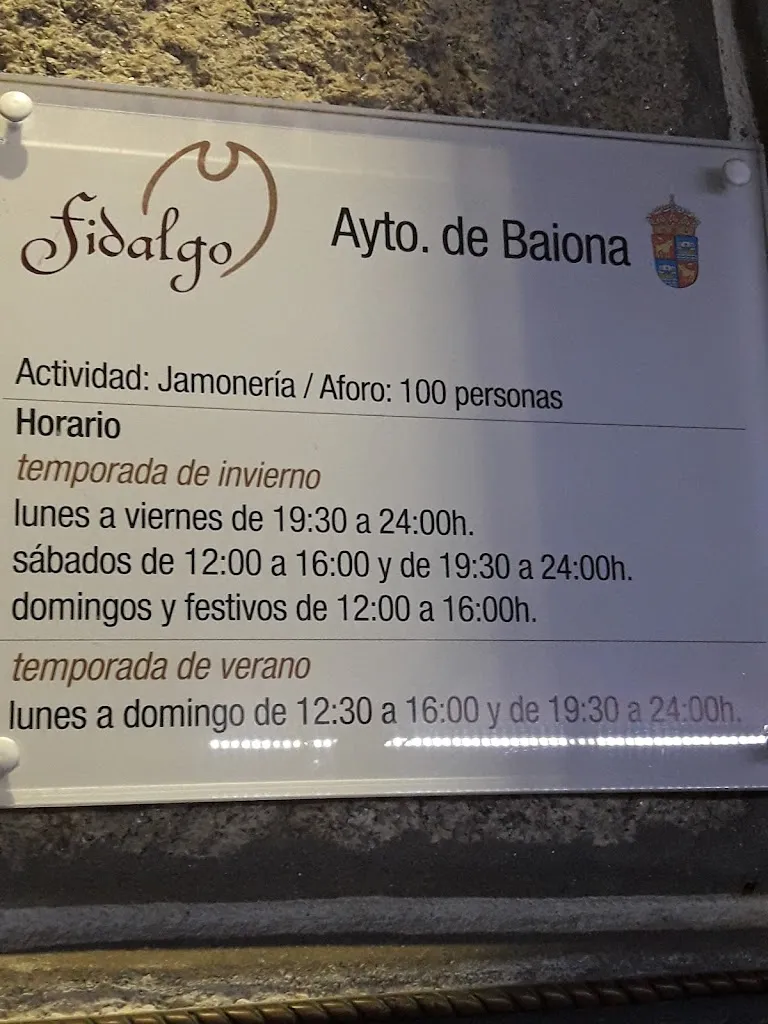 Fidalgo
Ayto. de Baiona
Actividad: Jamonería / Aforo: 100 personas
Horario
temporada de invierno
lunes a viernes de 19:30 a 24:00h.
sábados de 12:00 a 16:00 y de 19:30 a 24:00h.
domingos y festivos de 12:00 a 16:00h.
temporada de verano
lunes a domingo de 12:30 a 16:00 y de 19:30 a 24:00h.